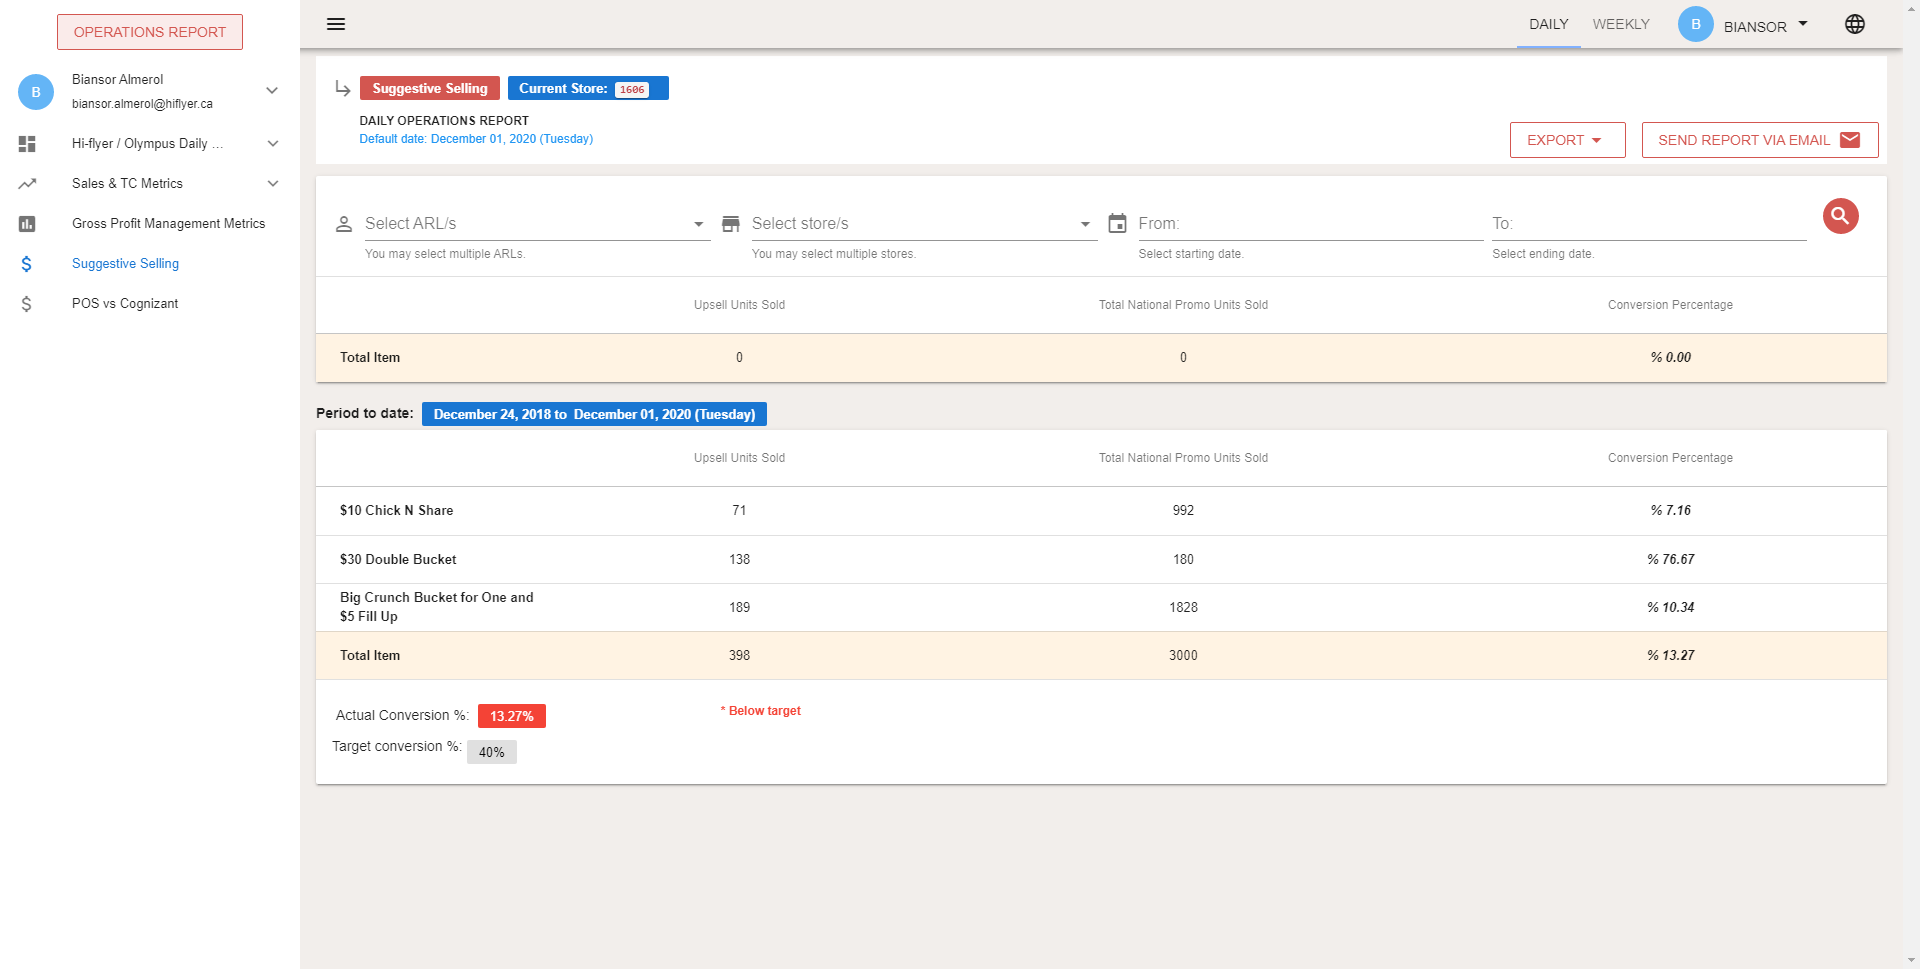 OPERATIONS REPORT
B
Biansor Almerol
biansor.almerol@hiflyer.ca
Hi-flyer / Olympus Daily ...
Sales & TC Metrics
Gross Profit Management Metrics
Suggestive Selling
POS vs Cognizant
DAILY
WEEKLY
B
BIANSOR
Suggestive Selling
Current Store: 1606
DAILY OPERATIONS REPORT
Default date: December 01, 2020 (Tuesday)
EXPORT
SEND REPORT VIA EMAIL
Select ARL/s
You may select multiple ARLs.
Select store/s
You may select multiple stores.
From:
Select starting date.
To:
Select ending date.
Upsell Units Sold Total National Promo Units Sold Conversion Percentage
Total Item 0 0 % 0.00
Period to date: December 24, 2018 to December 01, 2020 (Tuesday)
Upsell Units Sold Total National Promo Units Sold Conversion Percentage
$10 Chick N Share 71 992 % 7.16
$30 Double Bucket 138 180 % 76.67
Big Crunch Bucket for One and
$5 Fill Up 189 1828 % 10.34
Total Item 398 3000 % 13.27
Actual Conversion %: 13.27%
* Below target
Target conversion %: 40%